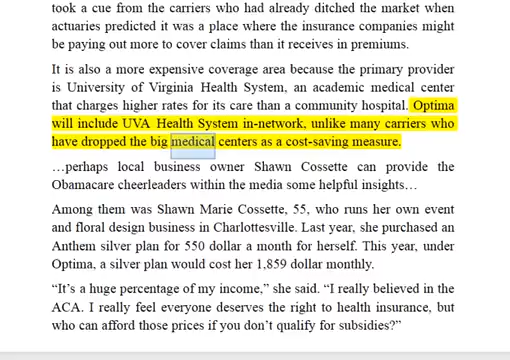 took a cue from the carriers who had already ditched the market when
actuaries predicted it was a place where the insurance companies might
be paying out more to cover claims than it receives in premiums.
It is also a more expensive coverage area because the primary provider
is University of Virginia Health System, an academic medical center
that charges higher rates for its care than a community hospital. Optima
will include UVA Health System in-network, unlike many carriers who
have dropped the big medical centers as a cost-saving measure.
…perhaps local business owner Shawn Cossette can provide the
Obamacare cheerleaders within the media some helpful insights…
Among them was Shawn Marie Cossette, 55, who runs her own event
and floral design business in Charlottesville. Last year, she purchased an
Anthem silver plan for 550 dollar a month for herself. This year, under
Optima, a silver plan would cost her 1,859 dollar monthly.
“It’s a huge percentage of my income,” she said. “I really believed in the
ACA. I really feel everyone deserves the right to health insurance, but
who can afford those prices if you don’t qualify for subsidies?”